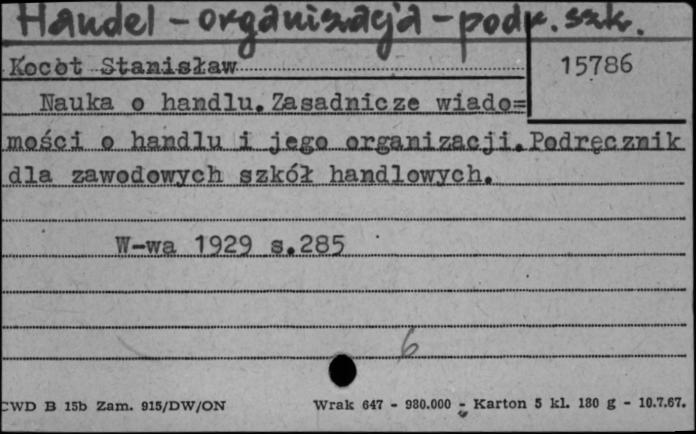 Handel - organizacja - podr. szk.
Kocot Stanisław
15786
Nauka o handlu. Zasadnicze wiado=
mości o handlu i jego organizacji. Podręcznik
dla zawodowych szkół handlowych.
W-wa 1929 s.285
6
CWD B 15b Zam. 915/DW/ON Wrak 647 - 980.000 - Karton 5 kl. 180 g - 10.7.67.